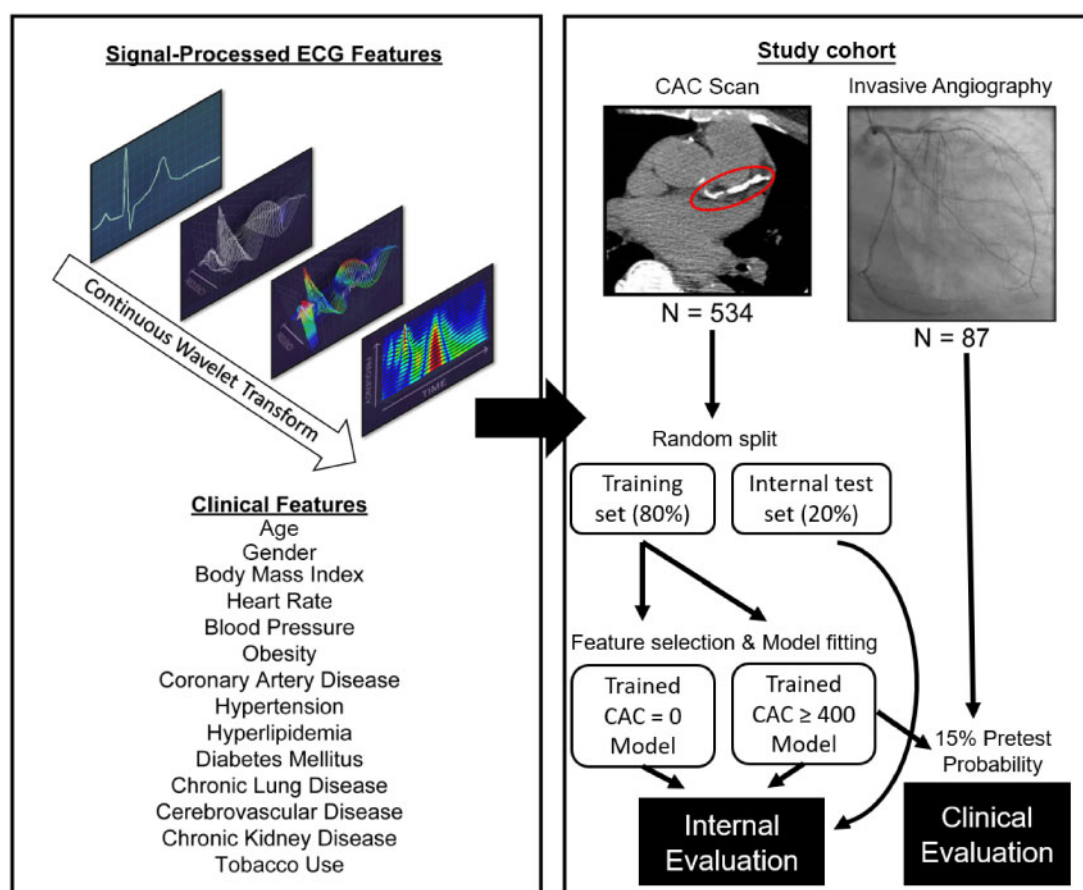 Signal-Processed ECG Features
Continuous Wavelet Transform
FREQUENCY
TIME
Clinical Features
Age
Gender
Body Mass Index
Heart Rate
Blood Pressure
Obesity
Coronary Artery Disease
Hypertension
Hyperlipidemia
Diabetes Mellitus
Chronic Lung Disease
Cerebrovascular Disease
Chronic Kidney Disease
Tobacco Use
Study cohort
CAC Scan
Invasive Angiography
N = 534
N = 87
Random split
Training
set (80%)
Internal test
set (20%)
Feature selection & Model fitting
Trained
CAC = 0
Model
Trained
CAC ≥ 400
Model
15% Pretest
Probability
Internal
Evaluation
Clinical
Evaluation